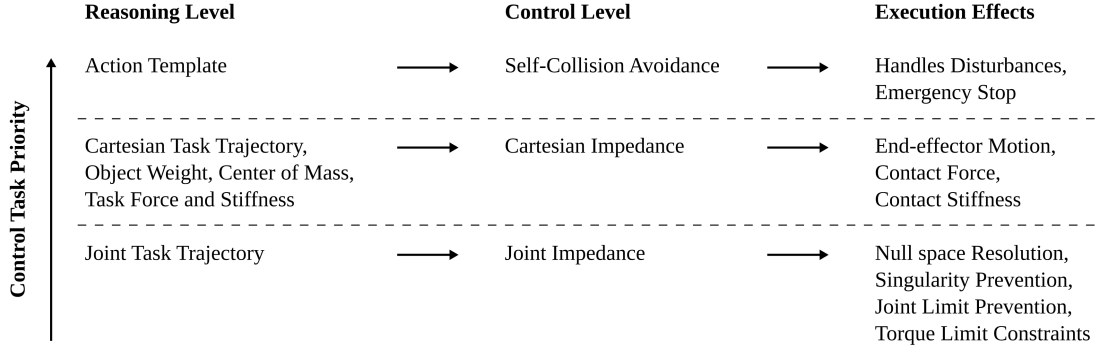 Reasoning Level
Control Level
Execution Effects
Control Task Priority
Action Template
Self-Collision Avoidance
Handles Disturbances,
Emergency Stop
Cartesian Task Trajectory,
Object Weight, Center of Mass,
Task Force and Stiffness
Cartesian Impedance
End-effector Motion,
Contact Force,
Contact Stiffness
Joint Task Trajectory
Joint Impedance
Null space Resolution,
Singularity Prevention,
Joint Limit Prevention,
Torque Limit Constraints